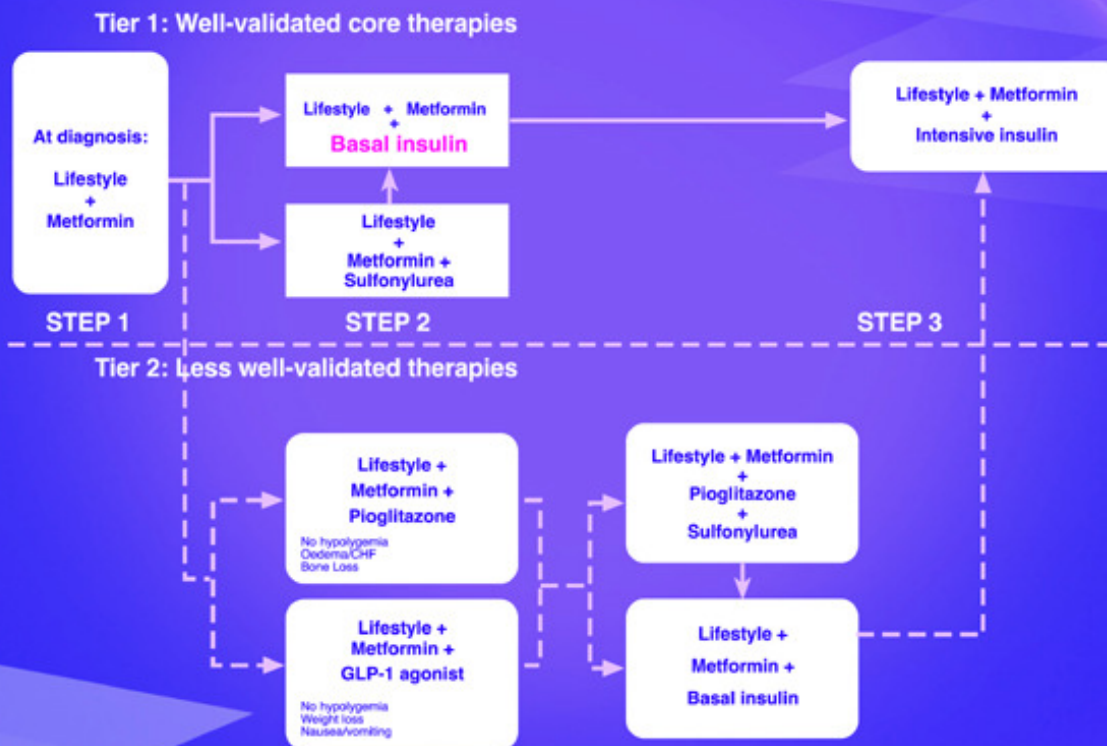 Tier 1: Well-validated core therapies
At diagnosis:
Lifestyle
+
Metformin
Lifestyle + Metformin
+
Basal insulin
Lifestyle
+
Metformin +
Sulfonylurea
Lifestyle + Metformin
+
Intensive insulin
STEP 1
STEP 2
STEP 3
Tier 2: Less well-validated therapies
Lifestyle +
Metformin +
Pioglitazone
No hypolygemia
Oedema/CHF
Bone Loss
Lifestyle +
Metformin +
GLP-1 agonist
No hypolygemia
Weight loss
Nausea/vomiting
Lifestyle + Metformin
+
Pioglitazone
+
Sulfonylurea
Lifestyle +
Metformin +
Basal insulin